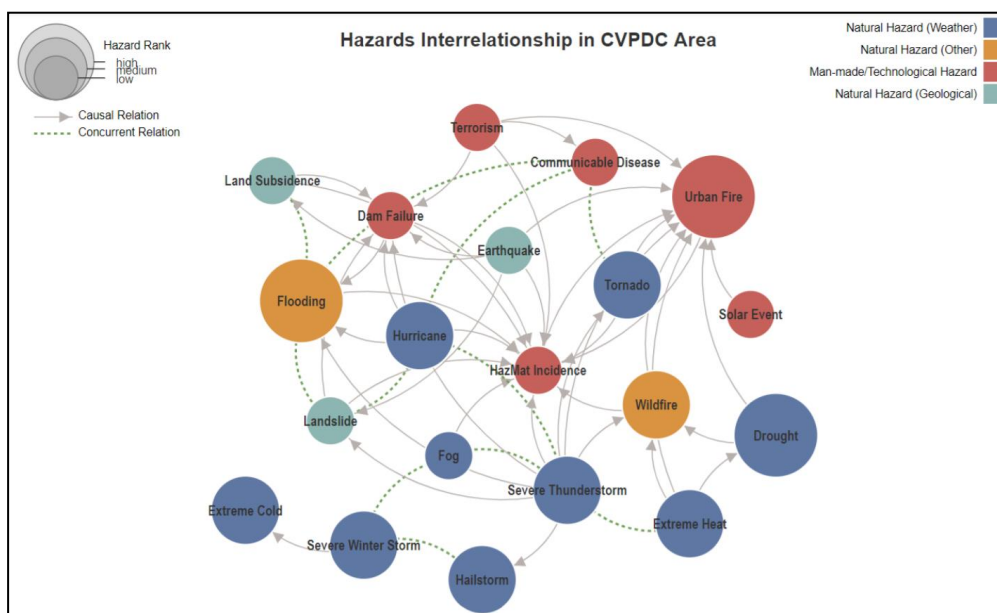 Hazards Interrelationship in CVPDC Area
Hazard Rank
high
medium
low
Causal Relation
Concurrent Relation
Natural Hazard (Weather)
Natural Hazard (Other)
Man-made/Technological Hazard
Natural Hazard (Geological)
Terrorism
Communicable Disease
Land Subsidence
Urban Fire
Dam Failure
Earthquake
Tornado
Flooding
Solar Event
Hurricane
HazMat Incidence
Wildfire
Landslide
Drought
Fog
Severe Thunderstorm
Extreme Cold
Extreme Heat
Severe Winter Storm
Hailstorm